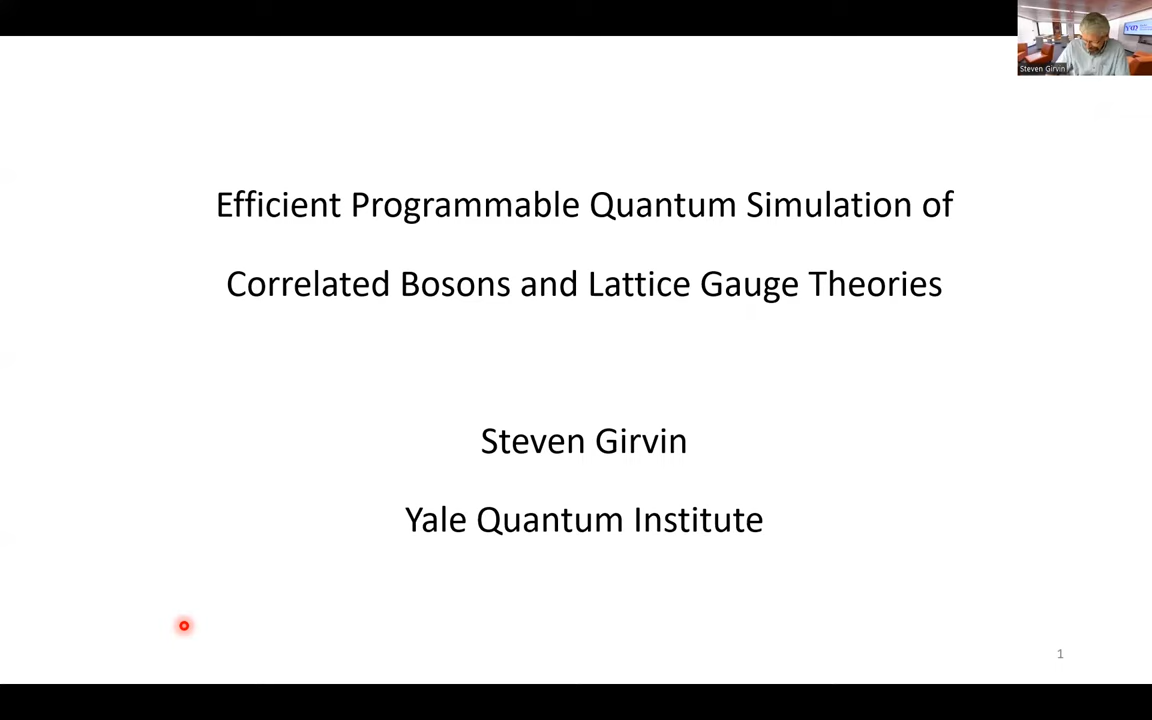 Steven Girvin
Efficient Programmable Quantum Simulation of
Correlated Bosons and Lattice Gauge Theories
Steven Girvin
Yale Quantum Institute
1